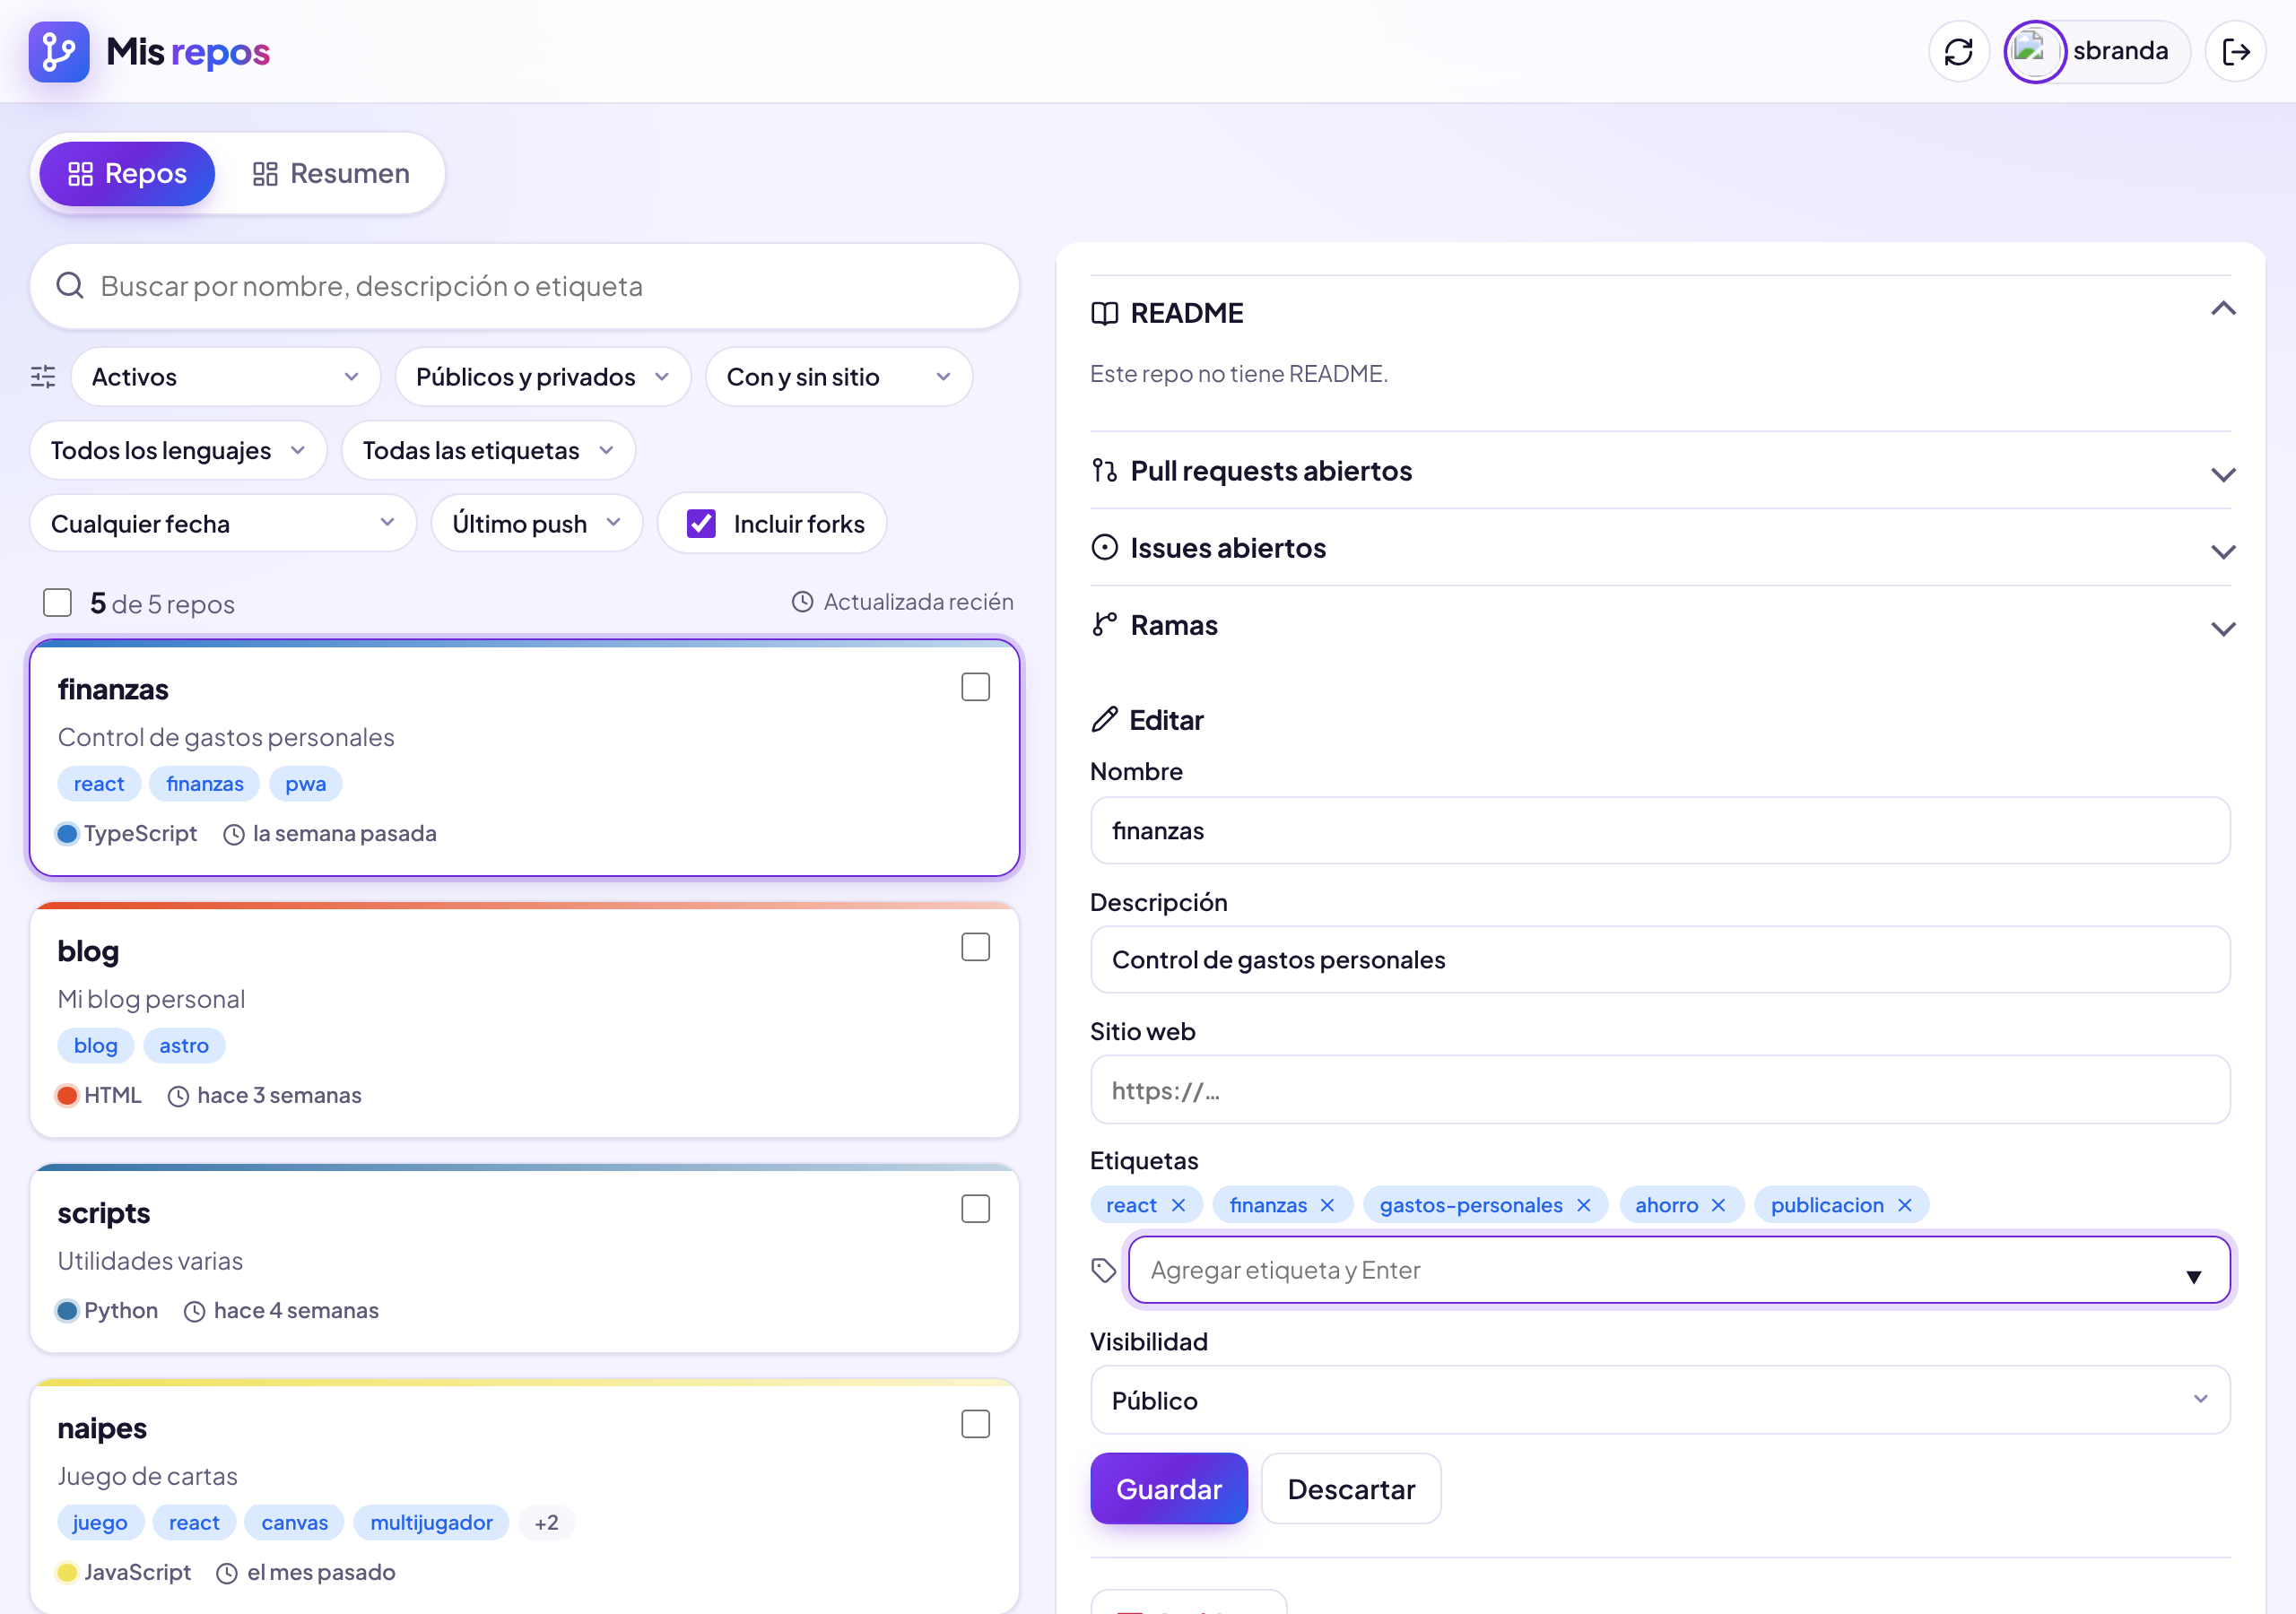 Mis repos
sbranda
Repos
Resumen
Buscar por nombre, descripción o etiqueta
Activos
Públicos y privados
Con y sin sitio
Todos los lenguajes
Todas las etiquetas
Cualquier fecha
Último push
Incluir forks
5 de 5 repos
Actualizada recién
finanzas
Control de gastos personales
react
finanzas
pwa
TypeScript
la semana pasada
blog
Mi blog personal
blog
astro
HTML
hace 3 semanas
scripts
Utilidades varias
Python
hace 4 semanas
naipes
Juego de cartas
juego
react
canvas
multijugador
+2
JavaScript
el mes pasado
README
Este repo no tiene README.
Pull requests abiertos
Issues abiertos
Ramas
Editar
Nombre
finanzas
Descripción
Control de gastos personales
Sitio web
https://…
Etiquetas
react
finanzas
gastos-personales
ahorro
publicacion
Agregar etiqueta y Enter
Visibilidad
Público
Guardar
Descartar